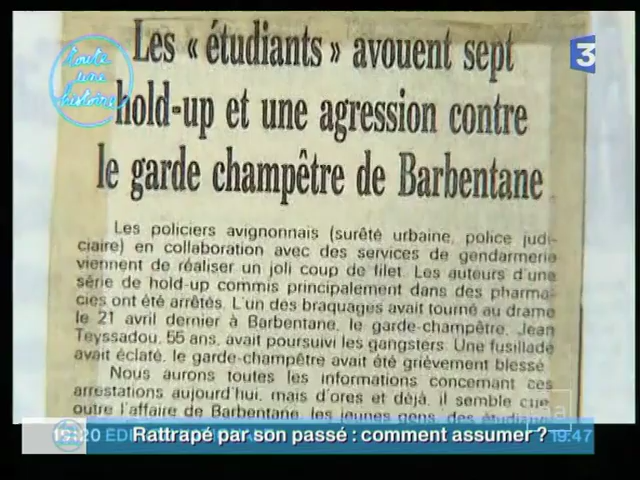 Toute
une
histoire
3
Les « étudiants » avouent sept
hold-up et une agression contre
le garde champêtre de Barbentane
Les policiers avignonnais (surêté urbaine, police judi-
ciaire) en collaboration avec des services de gendarmerie
viennent de réaliser un joli coup de filet. Les auteurs d'une
série de hold-up commis principalement dans des pharma-
cies ont été arrêtés. L'un des braquages avait tourné au drame
le 21 avril dernier à Barbentane, le garde-champêtre, Jean
Teyssadou, 55 ans, avait poursuivi les gangsters. Une fusillade
avait éclaté, le garde-champêtre avait été grièvement blessé.
Nous aurons toutes les informations concernant ces
arrestations aujourd'hui, mais d'ores et déjà, il semble que
outre l'affaire de Barbentane, les jeunes gens, des étudiants
19:20 Rattrapé par son passé : comment assumer ? 19:47